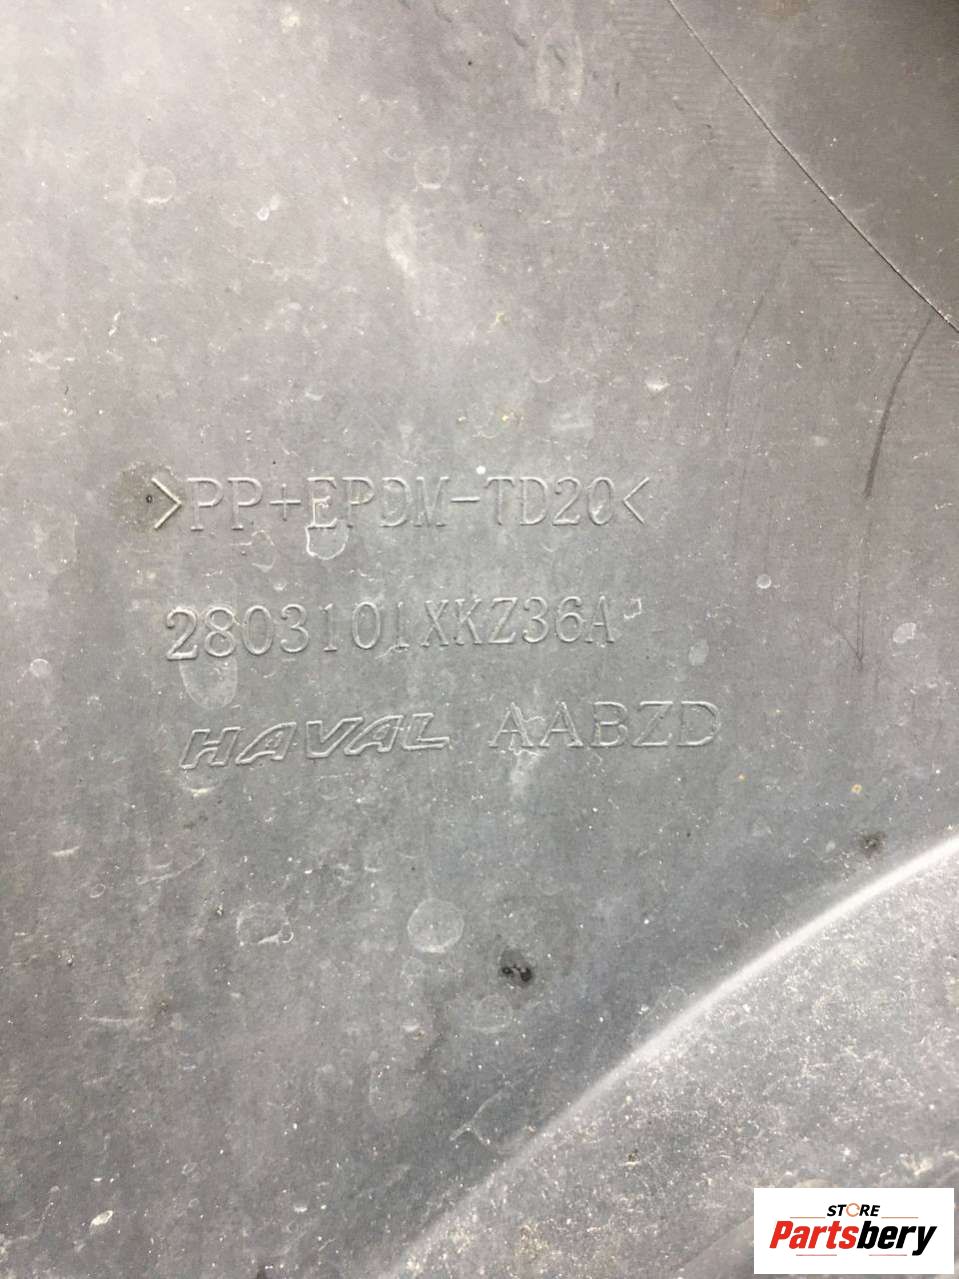 >PP+EPDM-TD20<
2803101XKZ36A
HAVAL AABZD
STORE
Partsbery